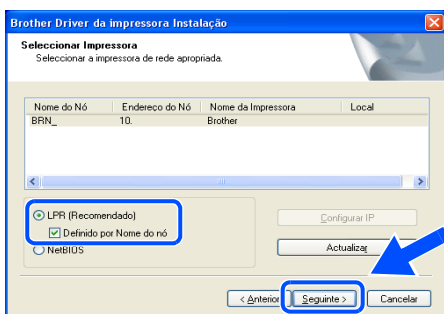 Brother Driver da impressora Instalação
Seleccionar Impressora
Seleccionar a impressora de rede apropriada.
Nome do Nó Endereço do Nó Nome da Impressora Local
BRN_ 10. Brother
LPR (Recomendado)
Definido por Nome do nó
NetBIOS
Configurar IP
Actualizar
< Anterior Seguinte > Cancelar